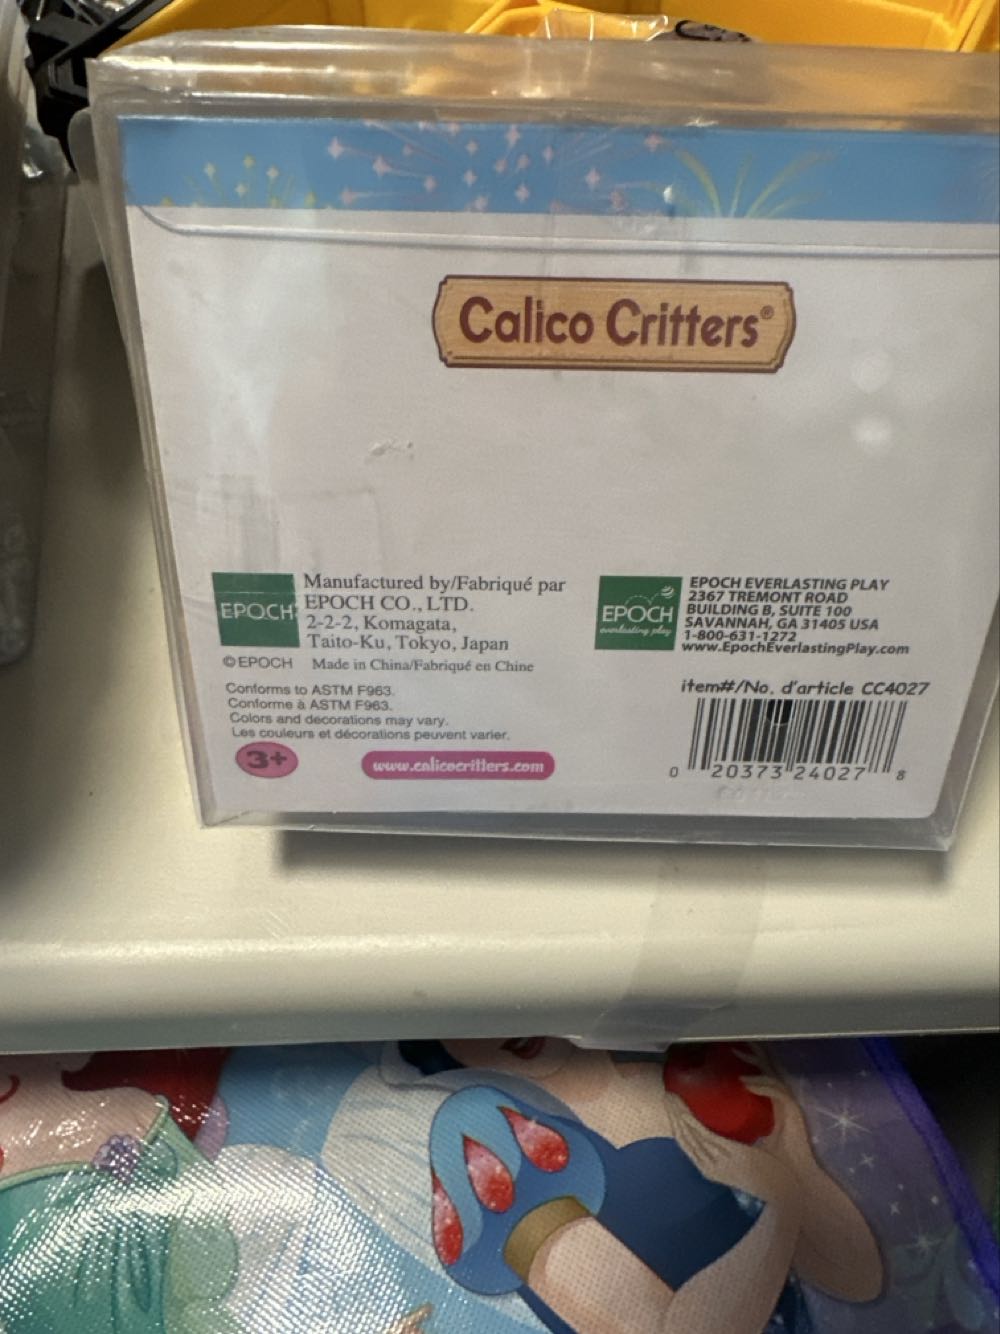 Calico Critters®
EPOCH
Manufactured by/Fabriqué par
EPOCH CO., LTD.
2-2-2, Komagata,
Taito-Ku, Tokyo, Japan
©EPOCH Made in China/Fabriqué en Chine
Conforms to ASTM F963.
Conforme à ASTM F963.
Colors and decorations may vary.
Les couleurs et décorations peuvent varier.
3+
www.calicocritters.com
EPOCH
everlasting play
EPOCH EVERLASTING PLAY
2367 TREMONT ROAD
BUILDING B, SUITE 100
SAVANNAH, GA 31405 USA
1-800-631-1272
www.EpochEverlastingPlay.com
item#/No. d'article CC4027
0 20373 24027 8